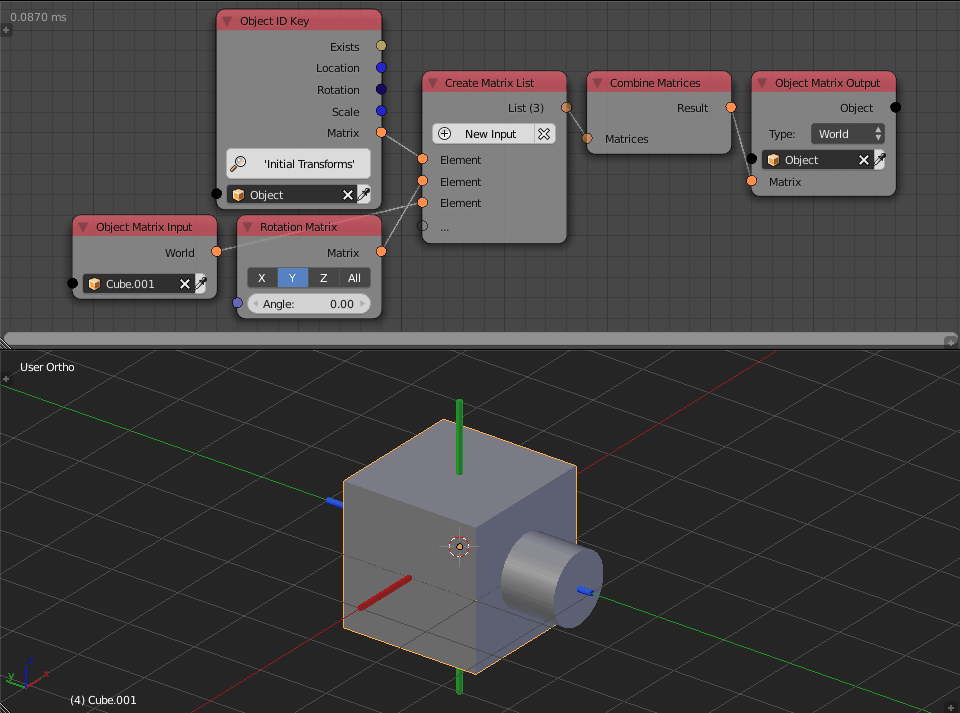 0.0870 ms
Object ID Key
Exists
Location
Rotation
Scale
Matrix
'Initial Transforms'
Object
Object Matrix Input
World
Cube.001
Rotation Matrix
Matrix
X Y Z All
Angle: 0.00
Create Matrix List
List (3)
New Input
Element
Element
Element
...
Combine Matrices
Result
Matrices
Object Matrix Output
Object
Type: World
Object
Matrix
User Ortho
z
y
x
(4) Cube.001